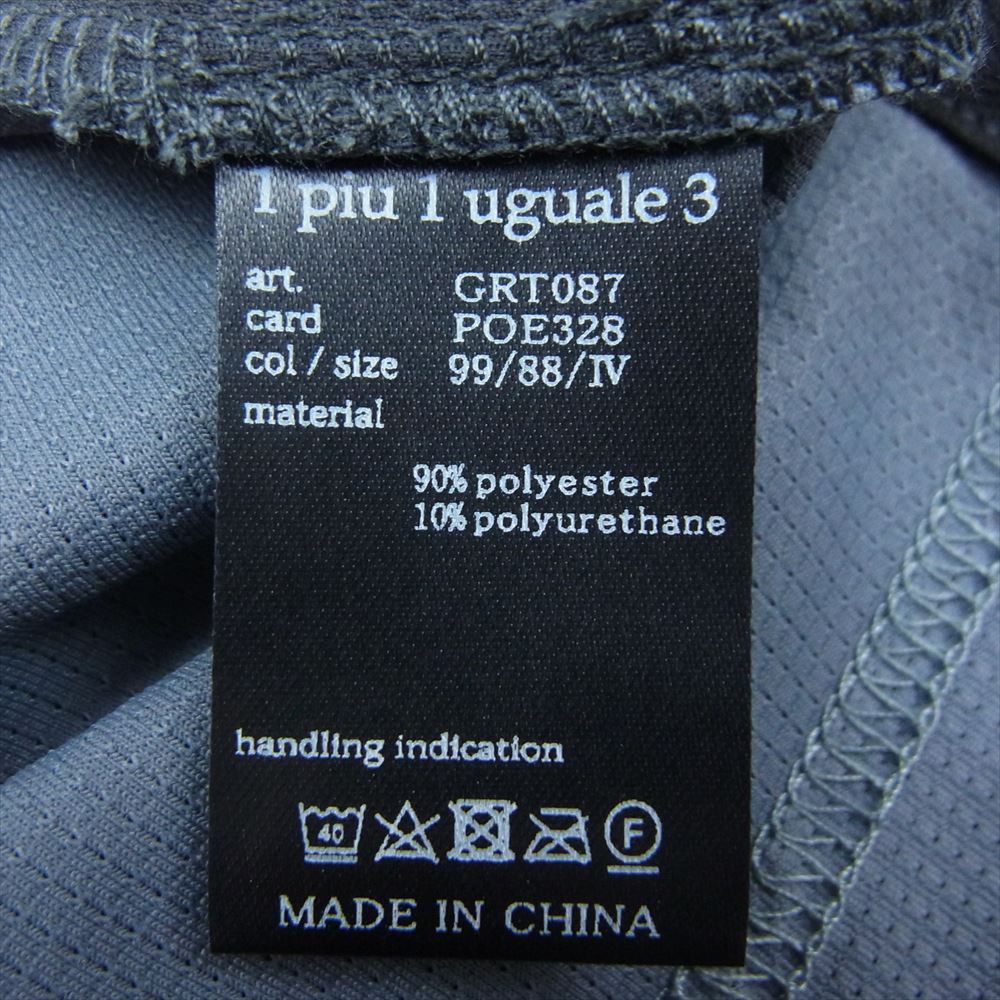 1 piu 1 uguale 3
art. GRT087
card POE328
col / size 99/88/IV
material
90% polyester
10% polyurethane
handling indication
40 F
MADE IN CHINA